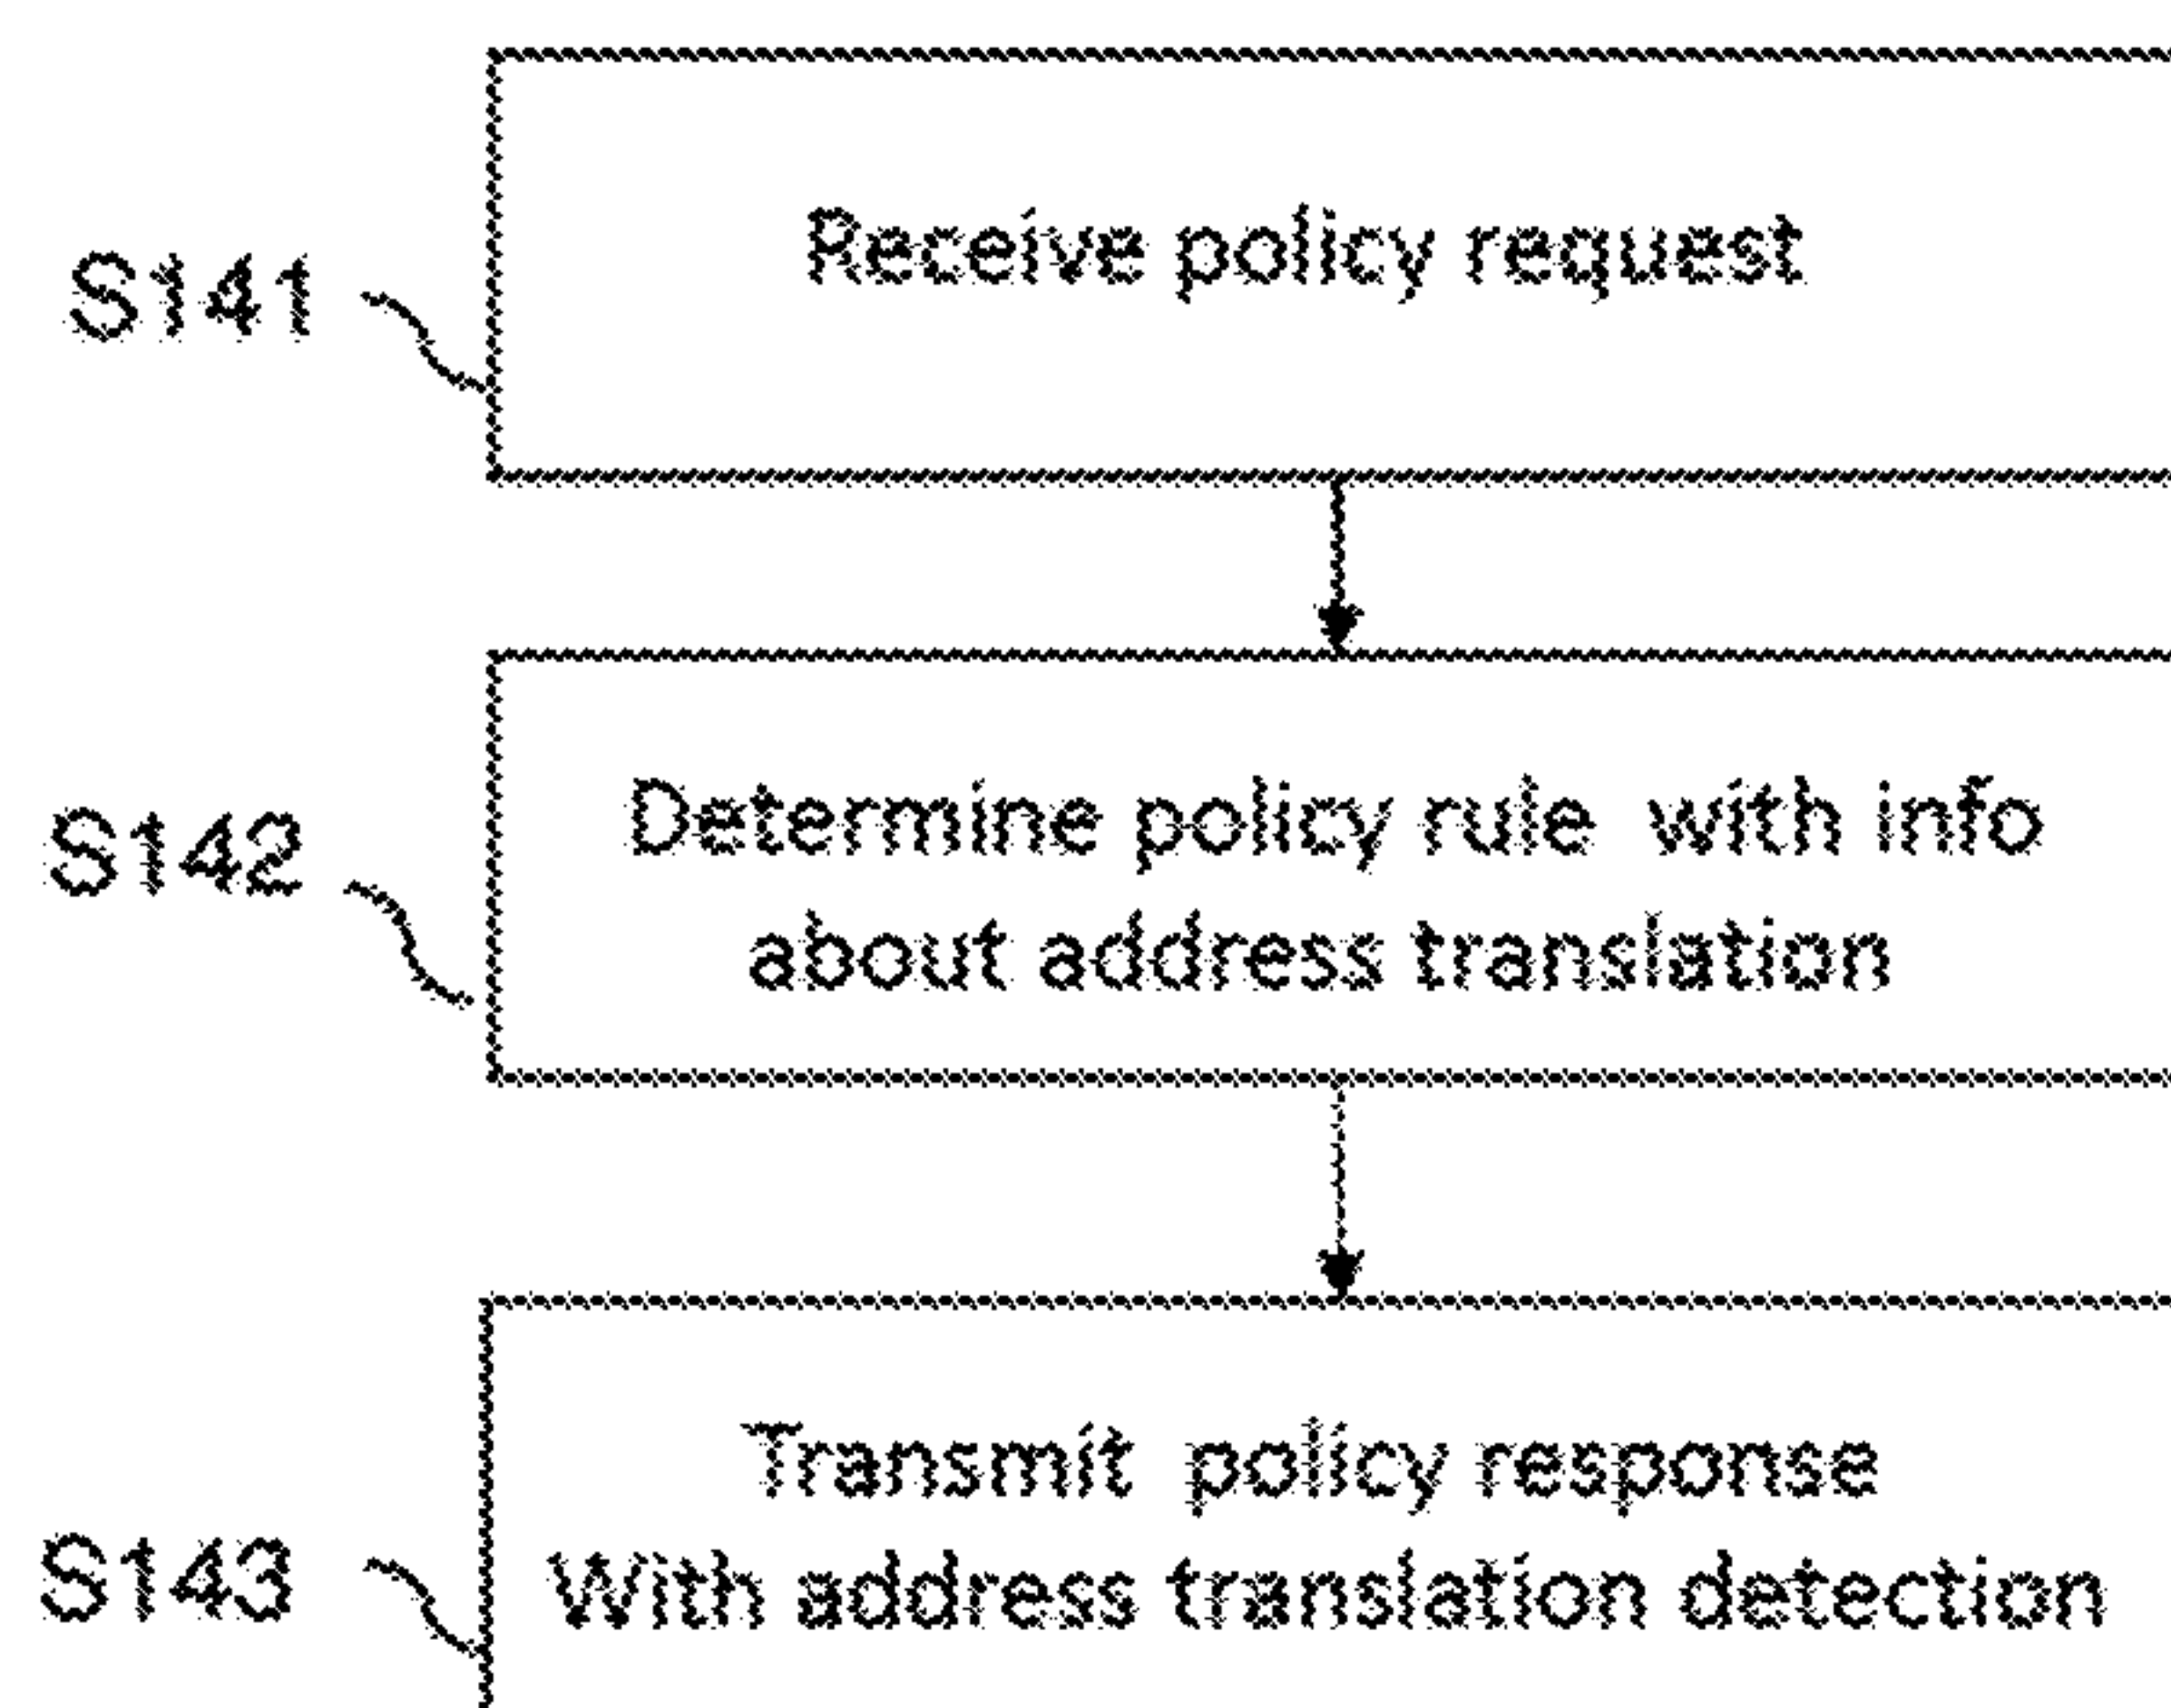 S141
Receive policy request
S142
Determine policy rule with info
about address translation
S143
Transmit policy response
With address translation detection